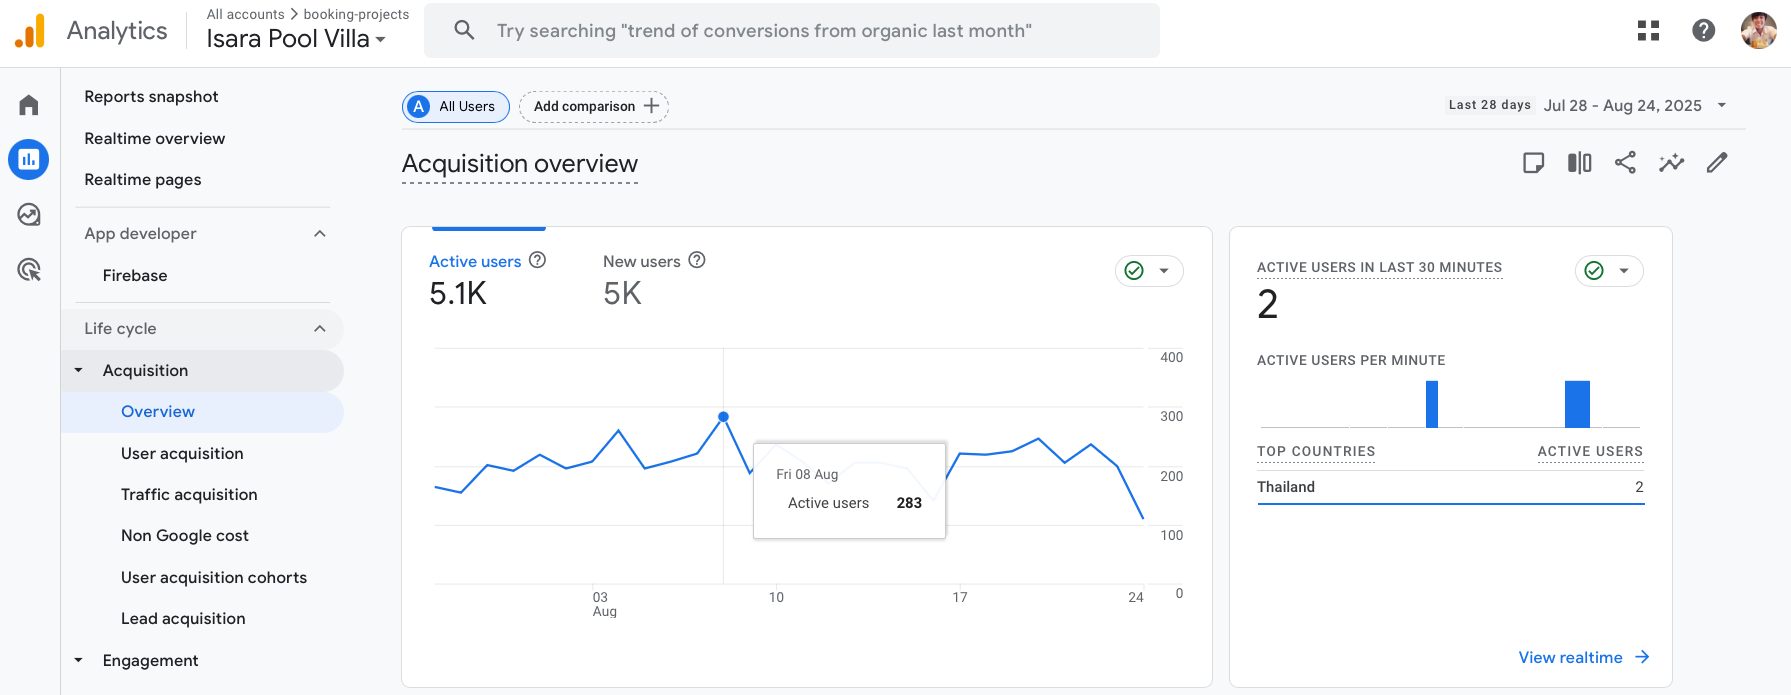 Analytics
All accounts > booking-projects
Isara Pool Villa
Try searching "trend of conversions from organic last month"
Reports snapshot
Realtime overview
Realtime pages
App developer
Firebase
Life cycle
Acquisition
Overview
User acquisition
Traffic acquisition
Non Google cost
User acquisition cohorts
Lead acquisition
Engagement
A All Users
Add comparison +
Last 28 days Jul 28 - Aug 24, 2025
Acquisition overview
Active users
5.1K
New users
5K
400
300
200
100
0
Fri 08 Aug
Active users 283
03
Aug
10
17
24
ACTIVE USERS IN LAST 30 MINUTES
2
ACTIVE USERS PER MINUTE
TOP COUNTRIES ACTIVE USERS
Thailand 2
View realtime